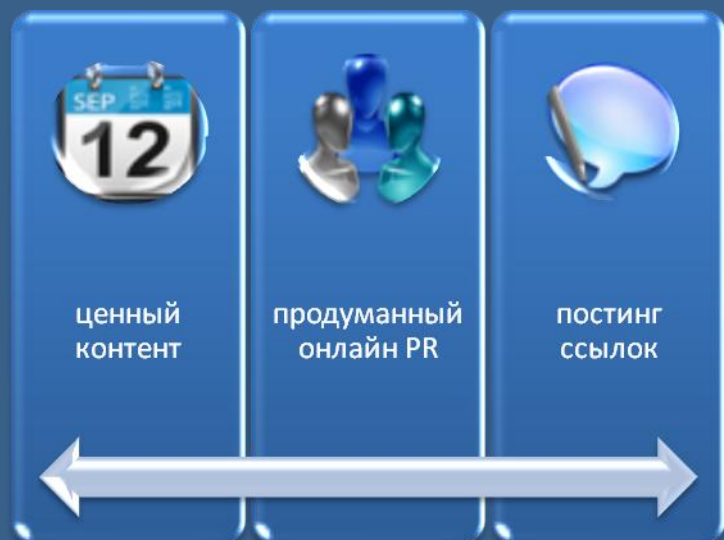 SEP
12
ценный
контент
продуманный
онлайн PR
постинг
ссылок